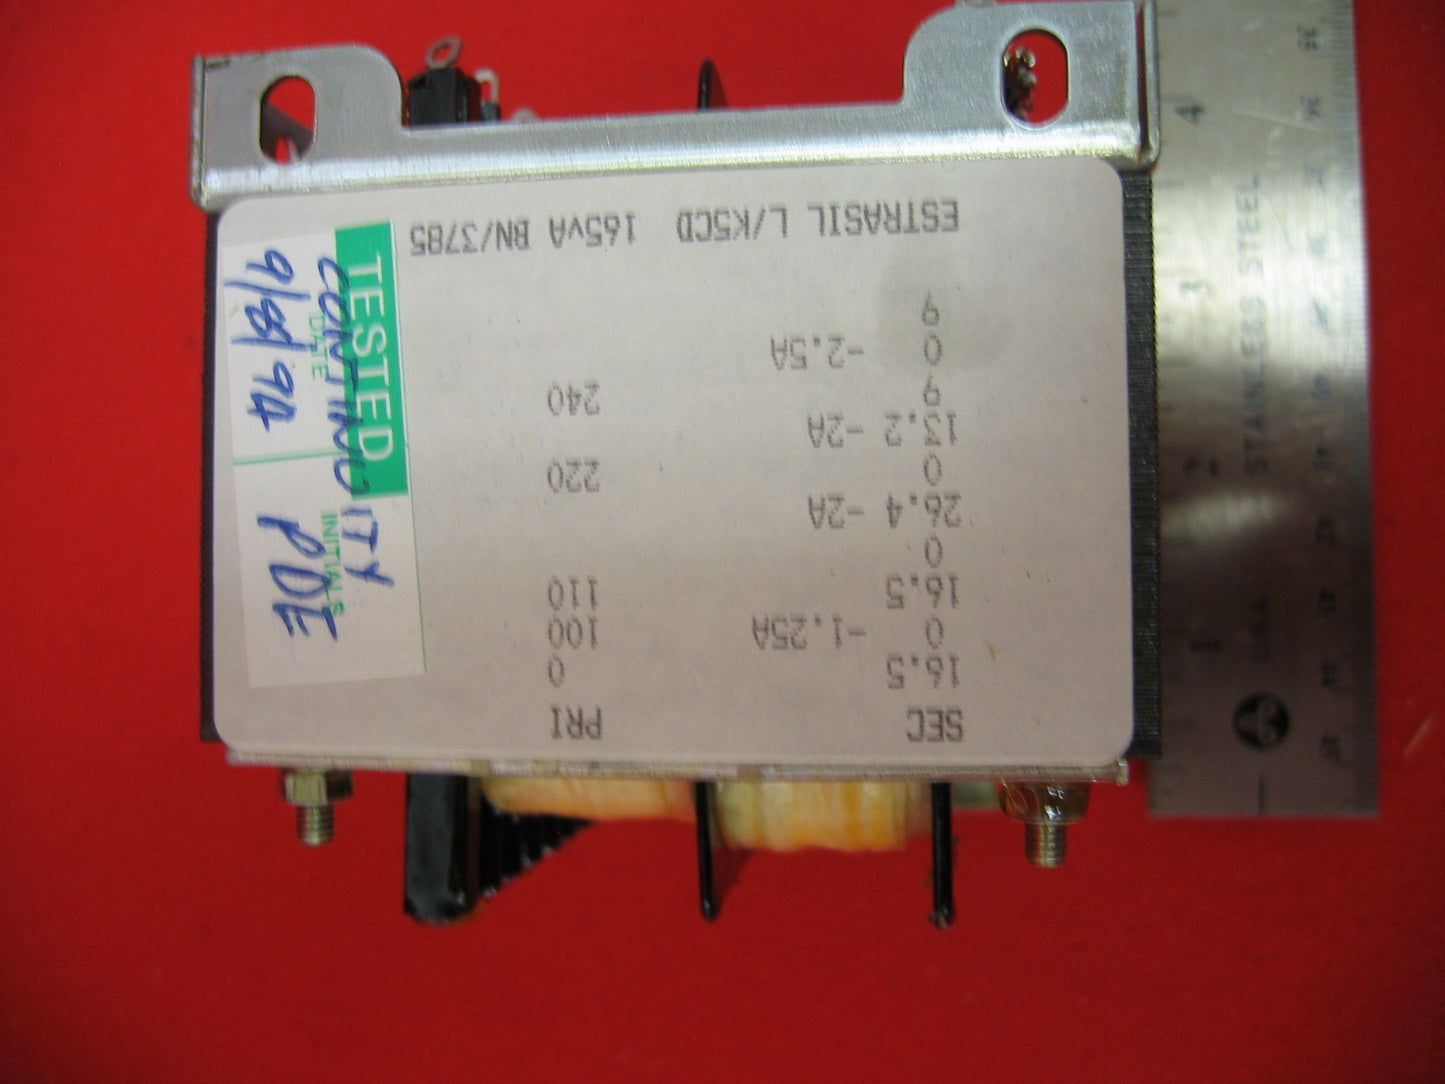 SEC PRI
16.5 0
0 -1.25A 100
16.5 110
0
26.4 -2A
0 220
13.2 -2A
9 240
0 -2.5A
9
ESTRASIL L/K5CD 165vA BN/3785
TESTED
CONTINUITY
DATE INITIALS
9/8/94 PDE
STAINLESS STEEL
1 2 3 4